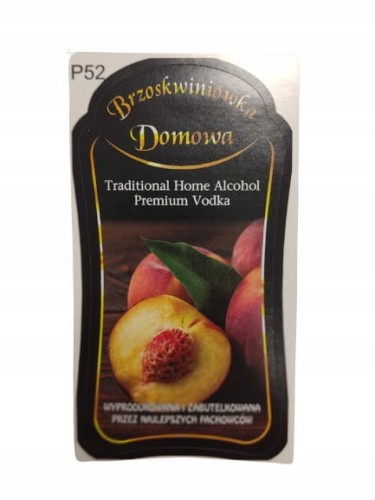 P52
Brzoskwiniówka
Domowa
Traditional Home Alcohol
Premium Vodka
WYPRODUKOWANA I ZABUTELKOWANA
PRZEZ NAJLEPSZYCH FACHOWCÓW